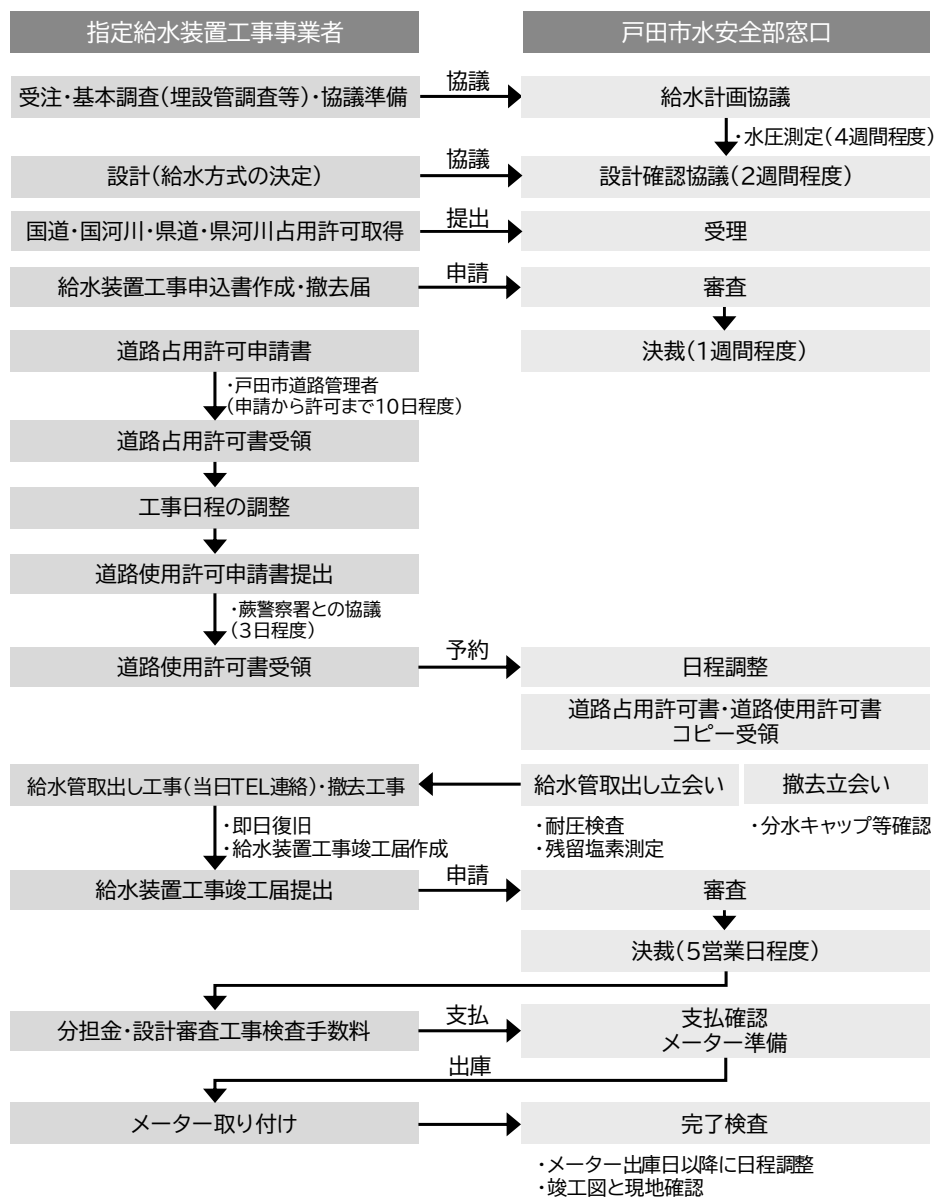 指定給水装置工事事業者
戸田市水安全部窓口
受注・基本調査(埋設管調査等)・協議準備
協議
給水計画協議
・水圧測定(4週間程度)
設計(給水方式の決定)
協議
設計確認協議(2週間程度)
国道・国河川・県道・県河川占用許可取得
提出
受理
給水装置工事申込書作成・撤去届
申請
審査
道路占用許可申請書
決裁(1週間程度)
・戸田市道路管理者
(申請から許可まで10日程度)
道路占用許可書受領
工事日程の調整
道路使用許可申請書提出
・蕨警察署との協議
(3日程度)
道路使用許可書受領
予約
日程調整
道路占用許可書・道路使用許可書
コピー受領
給水管取出し工事(当日TEL連絡)・撤去工事
給水管取出し立会い
撤去立会い
・即日復旧
・給水装置工事竣工届作成
・耐圧検査
・残留塩素測定
・分水キャップ等確認
給水装置工事竣工届提出
申請
審査
決裁(5営業日程度)
分担金・設計審査工事検査手数料
支払
支払確認
メーター準備
出庫
メーター取り付け
完了検査
・メーター出庫日以降に日程調整
・竣工図と現地確認